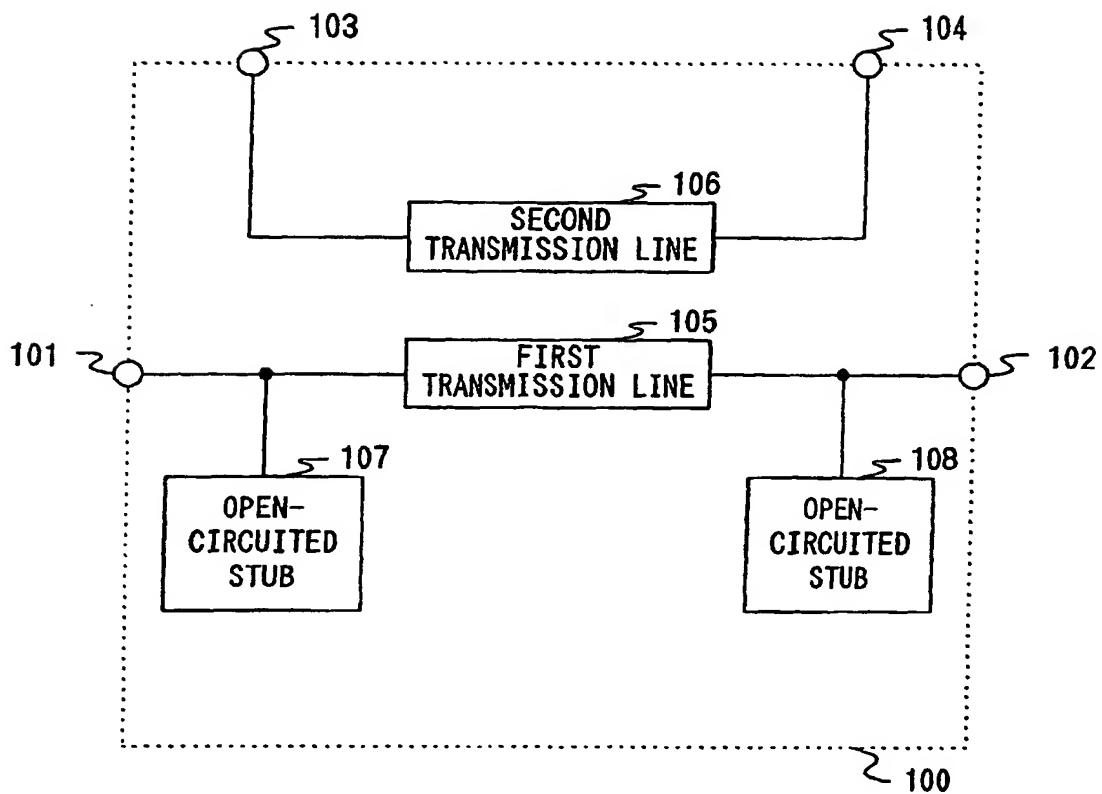 103
104
106
SECOND
TRANSMISSION LINE
105
101
FIRST
TRANSMISSION LINE
102
107
108
OPEN-
CIRCUITED
STUB
OPEN-
CIRCUITED
STUB
100